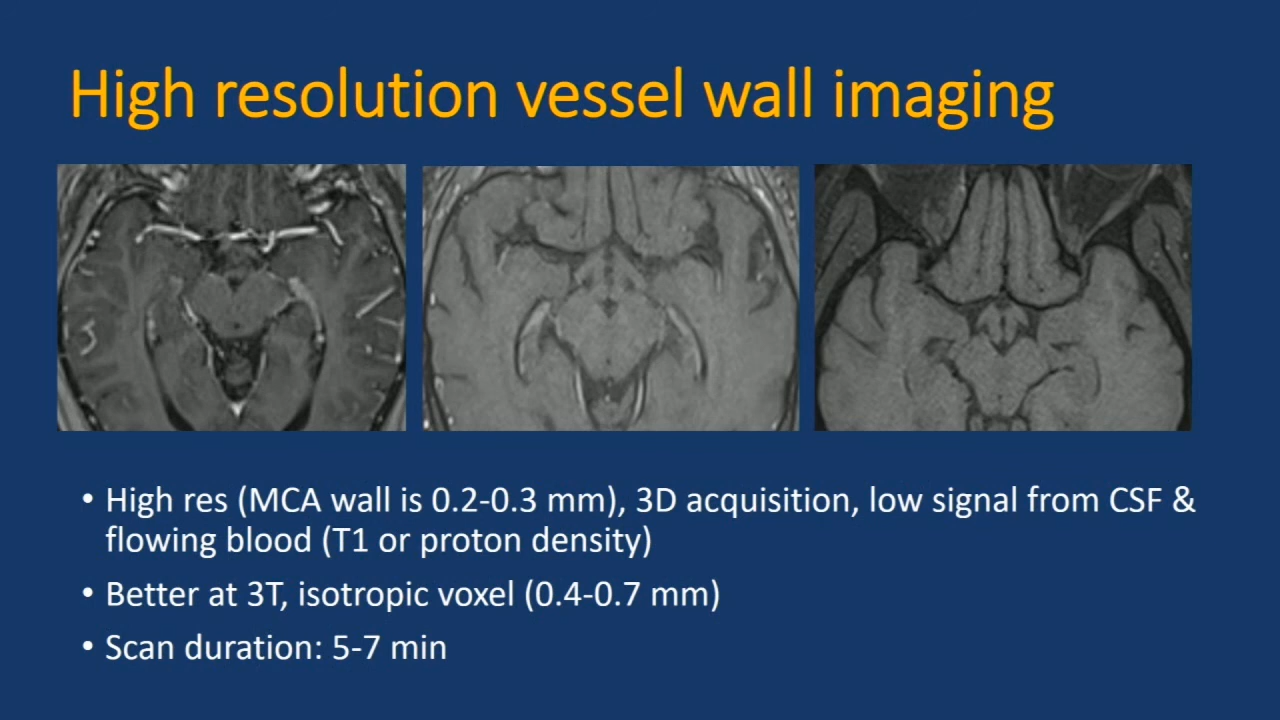 High resolution vessel wall imaging
• High res (MCA wall is 0.2-0.3 mm), 3D acquisition, low signal from CSF &
flowing blood (T1 or proton density)
• Better at 3T, isotropic voxel (0.4-0.7 mm)
• Scan duration: 5-7 min